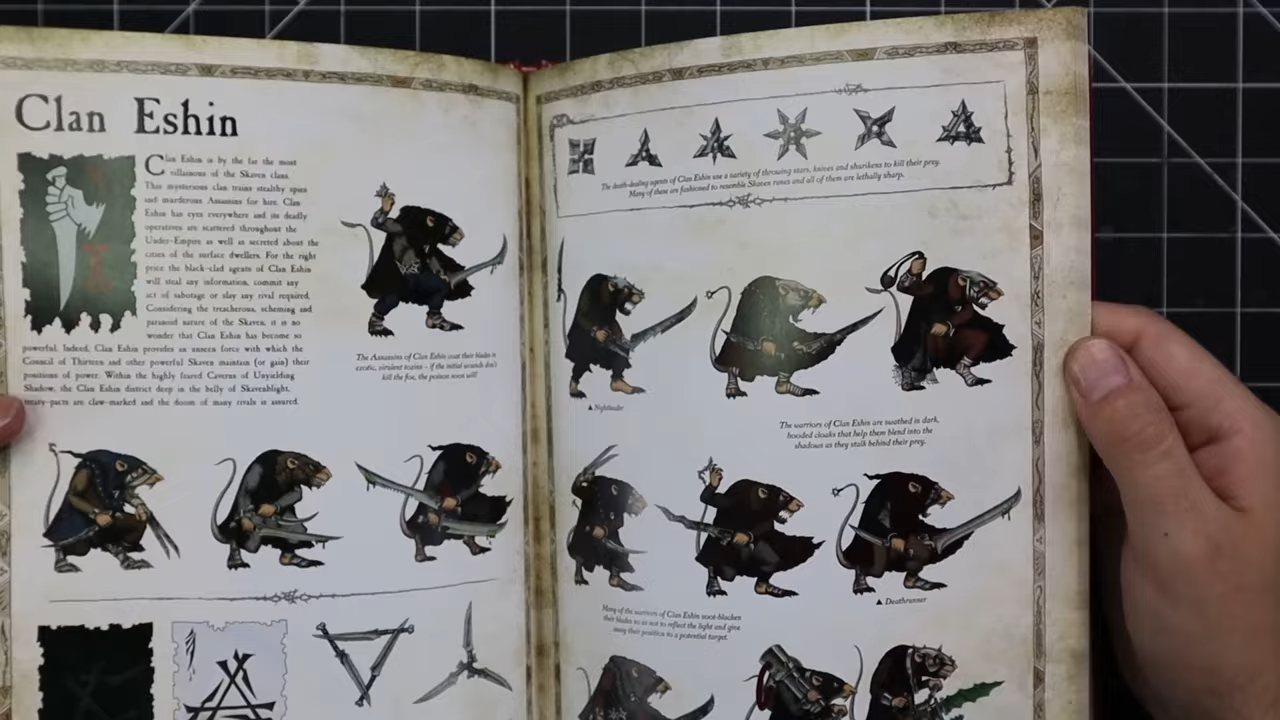 Clan Eshin
Clan Eshin is by the far the most
villainous of the Skaven clans.
This mysterious clan trains stealthy spies
and murderous Assassins for hire. Clan
Eshin has eyes everywhere and its deadly
operatives are scattered throughout the
Under-Empire as well as secreted about the
cities of the surface dwellers. For the right
price the black-clad agents of Clan Eshin
will steal any information, commit any
act of sabotage or slay any rival required.
Considering the treacherous, scheming and
paranoid nature of the Skaven, it is no
wonder that Clan Eshin has become so
powerful. Indeed, Clan Eshin provides an unseen force with which the
Council of Thirteen and other powerful Skaven maintain (or gain) their
positions of power. Within the highly feared Caverns of Unyielding
Shadow, the Clan Eshin district deep in the belly of Skavenblight,
many-pacts are claw-marked and the doom of many rivals is assured.
The Assassins of Clan Eshin coat their blades in
exotic, virulent toxins – if the initial wounds don't
kill the foe, the poison soon will!
The death-dealing agents of Clan Eshin use a variety of throwing stars, knives and shurikens to kill their prey.
Many of these are fashioned to resemble Skaven runes and all of them are lethally sharp.
▲ Nightleader
The warriors of Clan Eshin are swathed in dark,
hooded cloaks that help them blend into the
shadows as they stalk behind their prey.
Many of the warriors of Clan Eshin soot-blacken
their blades so as not to reflect the light and give
away their position to a potential target.
▲ Deathrunner